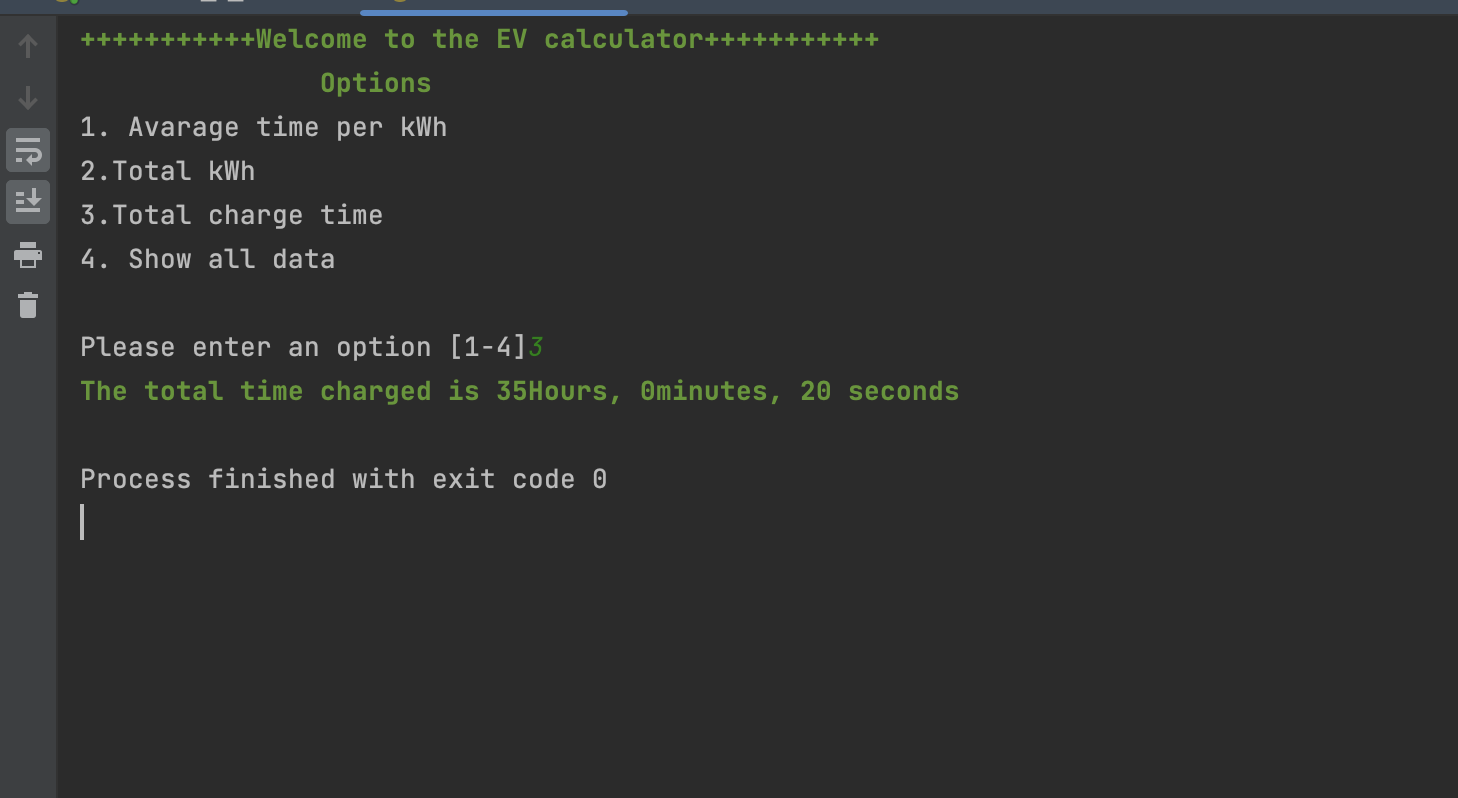 +++++++++++Welcome to the EV calculator+++++++++++
Options
1. Avarage time per kWh
2.Total kWh
3.Total charge time
4. Show all data
Please enter an option [1-4]3
The total time charged is 35Hours, 0minutes, 20 seconds
Process finished with exit code 0